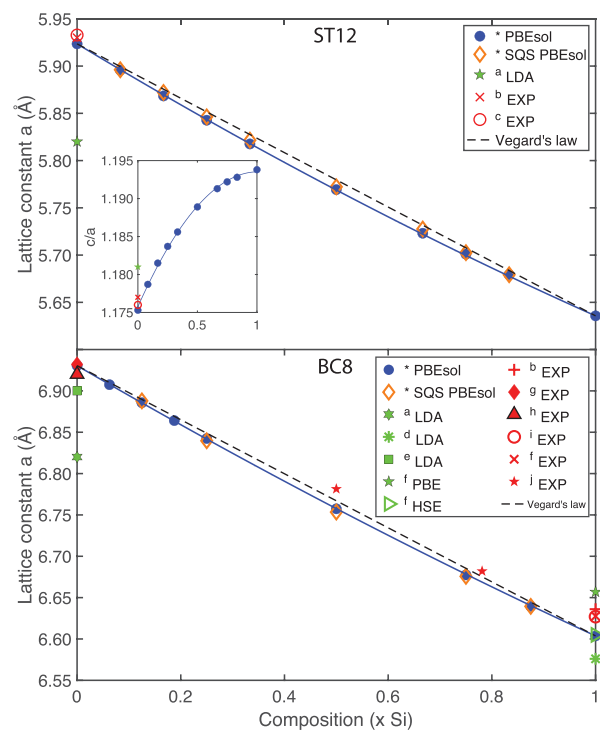 ST12
Lattice constant a (Å)
5.95
5.90
5.85
5.80
5.75
5.70
5.65
* PBEsol
* SQS PBEsol
a LDA
b EXP
c EXP
Vegard's law
c/a
1.195
1.190
1.185
1.180
1.175
0 0.5 1
BC8
Lattice constant a (Å)
6.90
6.85
6.80
6.75
6.70
6.65
6.60
6.55
* PBEsol
* SQS PBEsol
a LDA
d LDA
e LDA
f PBE
f HSE
b EXP
g EXP
h EXP
i EXP
f EXP
j EXP
Vegard's law
0 0.2 0.4 0.6 0.8 1
Composition (x Si)